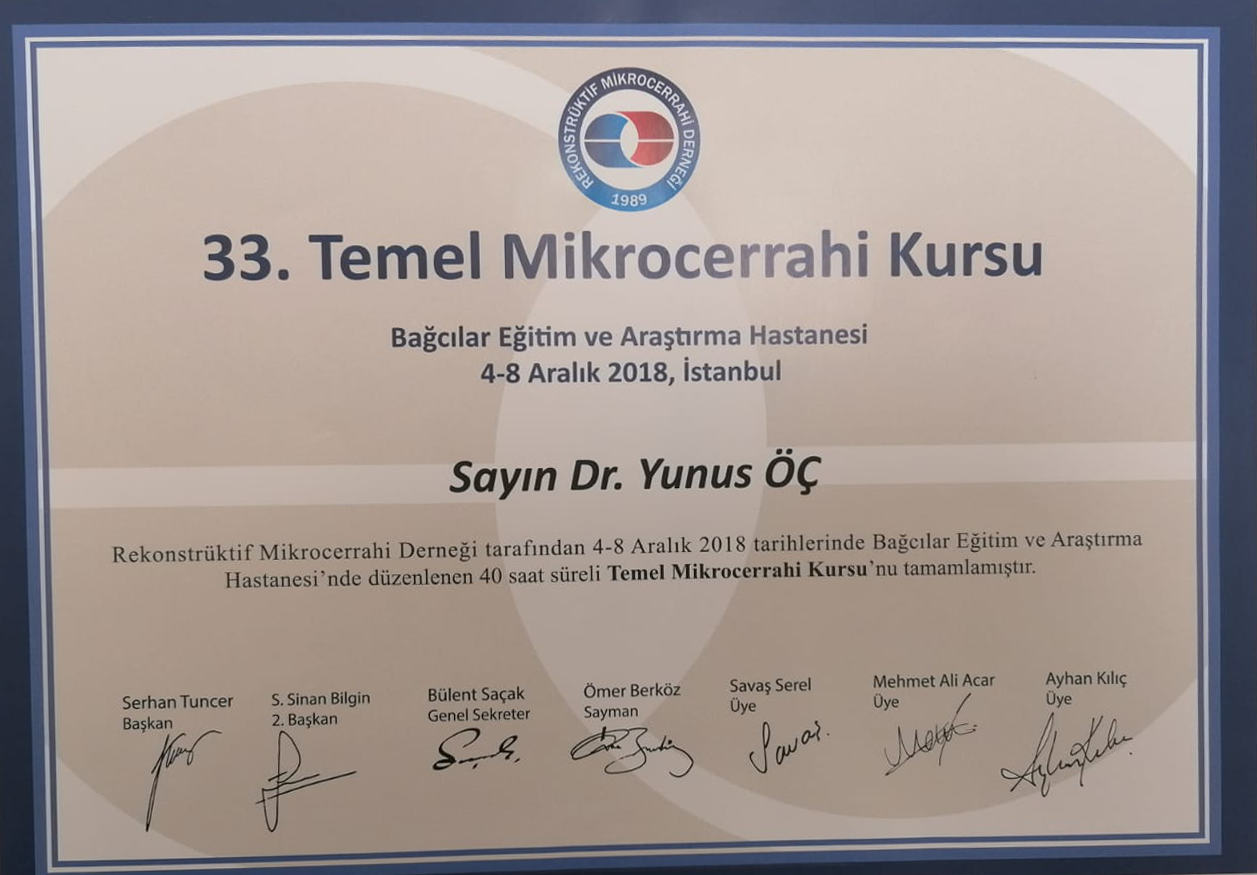 REKONSTRÜKTİF MİKROCERRAHİ DERNEĞİ
1989
33. Temel Mikrocerrahi Kursu
Bağcılar Eğitim ve Araştırma Hastanesi
4-8 Aralık 2018, İstanbul
Sayın Dr. Yunus ÖÇ
Rekonstrüktif Mikrocerrahi Derneği tarafından 4-8 Aralık 2018 tarihlerinde Bağcılar Eğitim ve Araştırma
Hastanesi’nde düzenlenen 40 saat süreli Temel Mikrocerrahi Kursu’nu tamamlamıştır.
Serhan Tuncer
Başkan
S. Sinan Bilgin
2. Başkan
Bülent Saçak
Genel Sekreter
Ömer Berköz
Sayman
Savaş Serel
Üye
Mehmet Ali Acar
Üye
Ayhan Kılıç
Üye